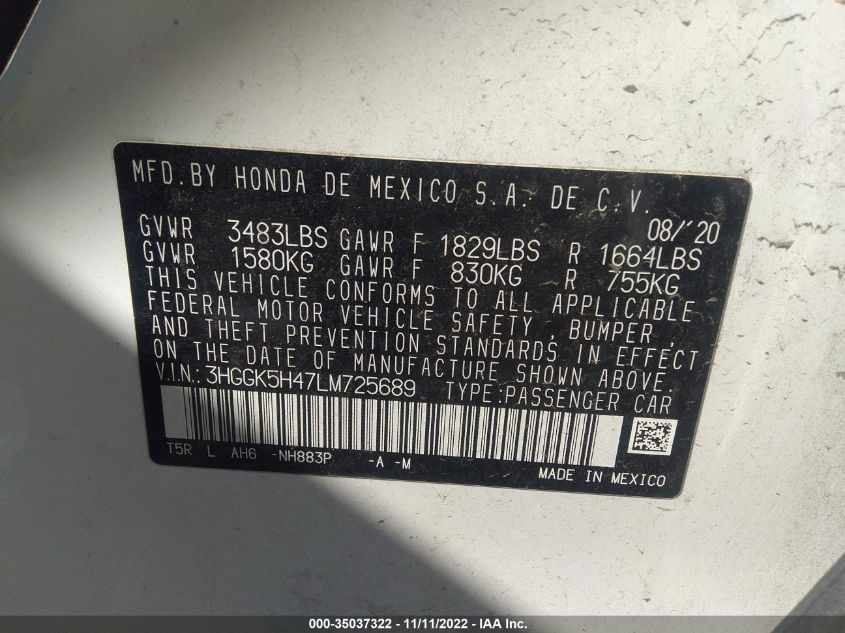 MFD. BY HONDA DE MEXICO S.A. DE C.V.
08/'20
GVWR 3483LBS GAWR F 1829LBS R 1664LBS
GVWR 1580KG GAWR F 830KG R 755KG
THIS VEHICLE CONFORMS TO ALL APPLICABLE
FEDERAL MOTOR VEHICLE SAFETY, BUMPER,
AND THEFT PREVENTION STANDARDS IN EFFECT
ON THE DATE OF MANUFACTURE SHOWN ABOVE.
V.I.N.: 3HGGK5H47LM725689 TYPE:PASSENGER CAR
T5R L AH6 -NH883P -A -M
MADE IN MEXICO
000-35037322 - 11/11/2022 - IAA Inc.